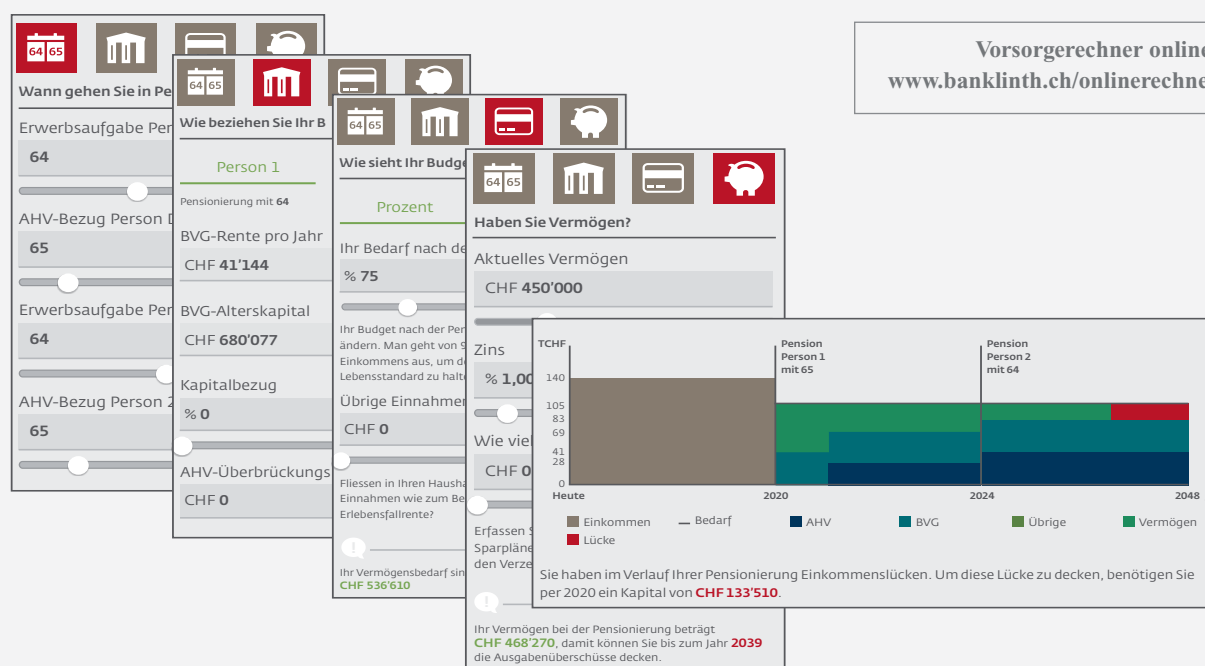 Vorsorgerechner online
www.banklinth.ch/onlinerechne
64 65
Wann gehen Sie in Pe
Erwerbsaufgabe Per
64
AHV-Bezug Person
65
Erwerbsaufgabe Per
64
AHV-Bezug Person 2
65
64 65
Wie beziehen Sie Ihr B
Person 1
Pensionierung mit 64
BVG-Rente pro Jahr
CHF 41'144
BVG-Alterskapital
CHF 680'077
Kapitalbezug
% 0
AHV-Überbrückungs
CHF 0
64 65
Wie sieht Ihr Budge
Prozent
Ihr Bedarf nach de
% 75
Ihr Budget nach der Pen
ändern. Man geht von 9
Einkommens aus, um de
Lebensstandard zu halte
Übrige Einnahmen
CHF 0
Fliessen in Ihren Hausha
Einnahmen wie zum Be
Erlebensfallrente?
!
Ihr Vermögensbedarf sin
CHF 536'610
64 65
Haben Sie Vermögen?
Aktuelles Vermögen
CHF 450'000
Zins
% 1,00
Wie viel
CHF 0
Erfassen S
Sparpläne
den Verze
!
Ihr Vermögen bei der Pensionierung beträgt
CHF 468'270, damit können Sie bis zum Jahr 2039
die Ausgabenüberschüsse decken.
TCHF
Pension
Person 1
mit 65
Pension
Person 2
mit 64
140
105
83
69
41
28
0
Heute 2020 2024 2048
Einkommen Bedarf AHV BVG Übrige Vermögen
Lücke
Sie haben im Verlauf Ihrer Pensionierung Einkommenslücken. Um diese Lücke zu decken, benötigen Sie
per 2020 ein Kapital von CHF 133'510.